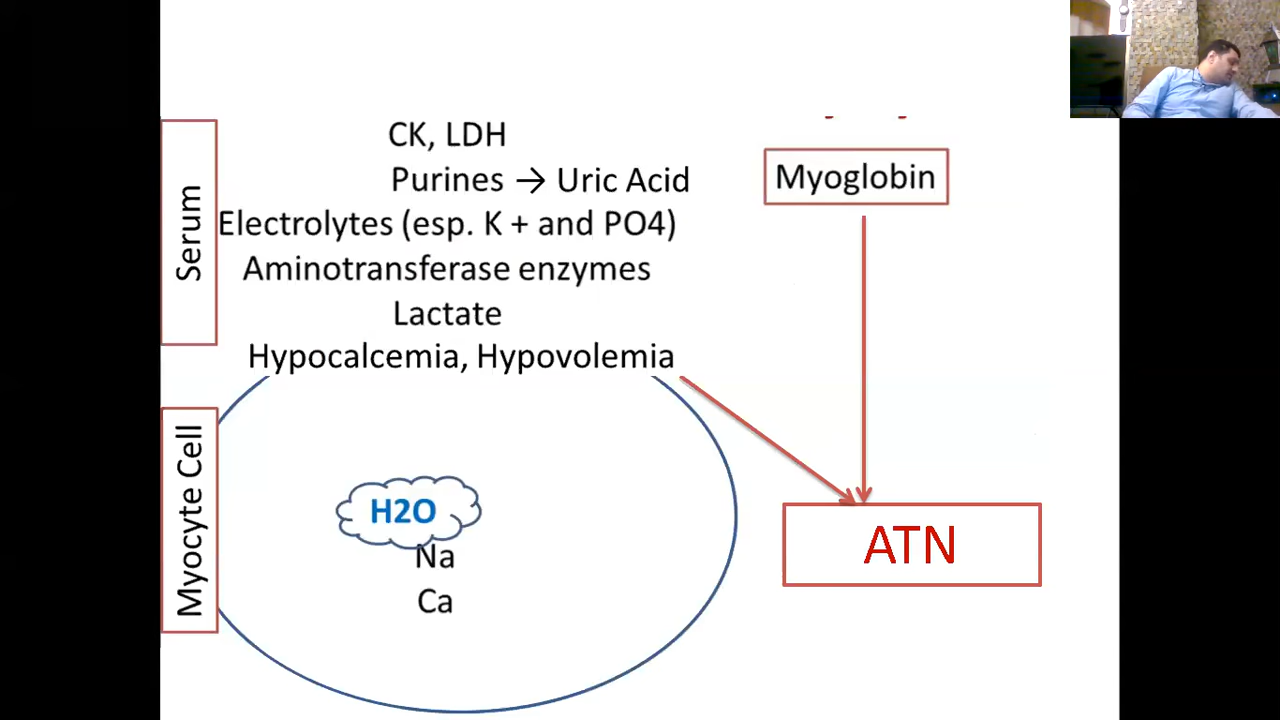 Serum
CK, LDH
Purines → Uric Acid
Electrolytes (esp. K + and PO4)
Aminotransferase enzymes
Lactate
Hypocalcemia, Hypovolemia
Myoglobin
Myocyte Cell
H2O
Na
Ca
ATN